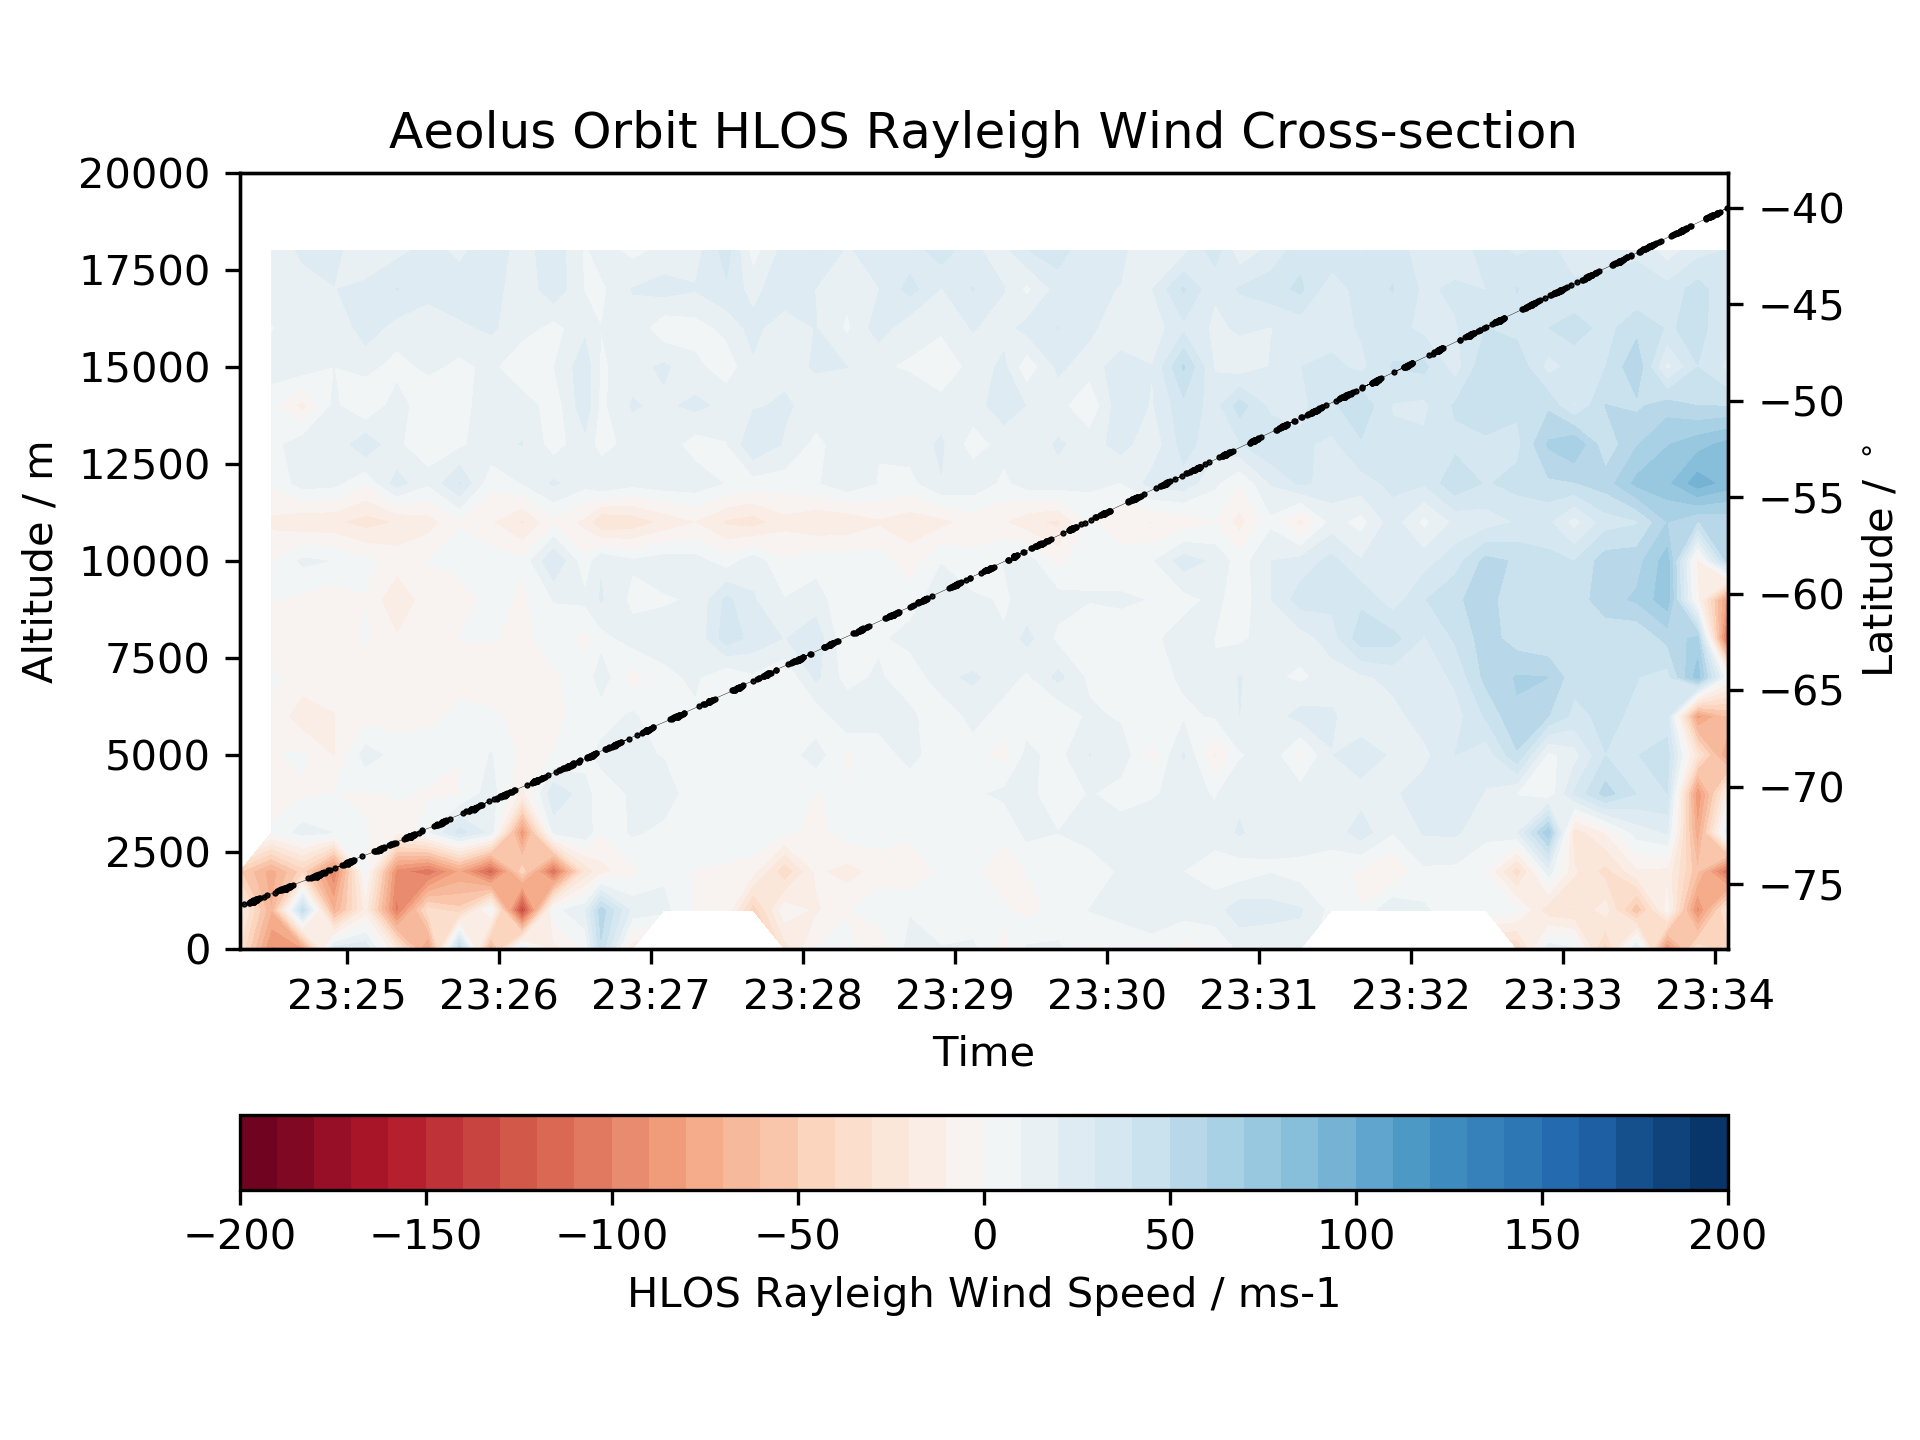 Aeolus Orbit HLOS Rayleigh Wind Cross-section
20000
17500
15000
12500
10000
7500
5000
2500
0
Altitude / m
−40
−45
−50
−55
−60
−65
−70
−75
Latitude / °
23:25 23:26 23:27 23:28 23:29 23:30 23:31 23:32 23:33 23:34
Time
−200 −150 −100 −50 0 50 100 150 200
HLOS Rayleigh Wind Speed / ms-1